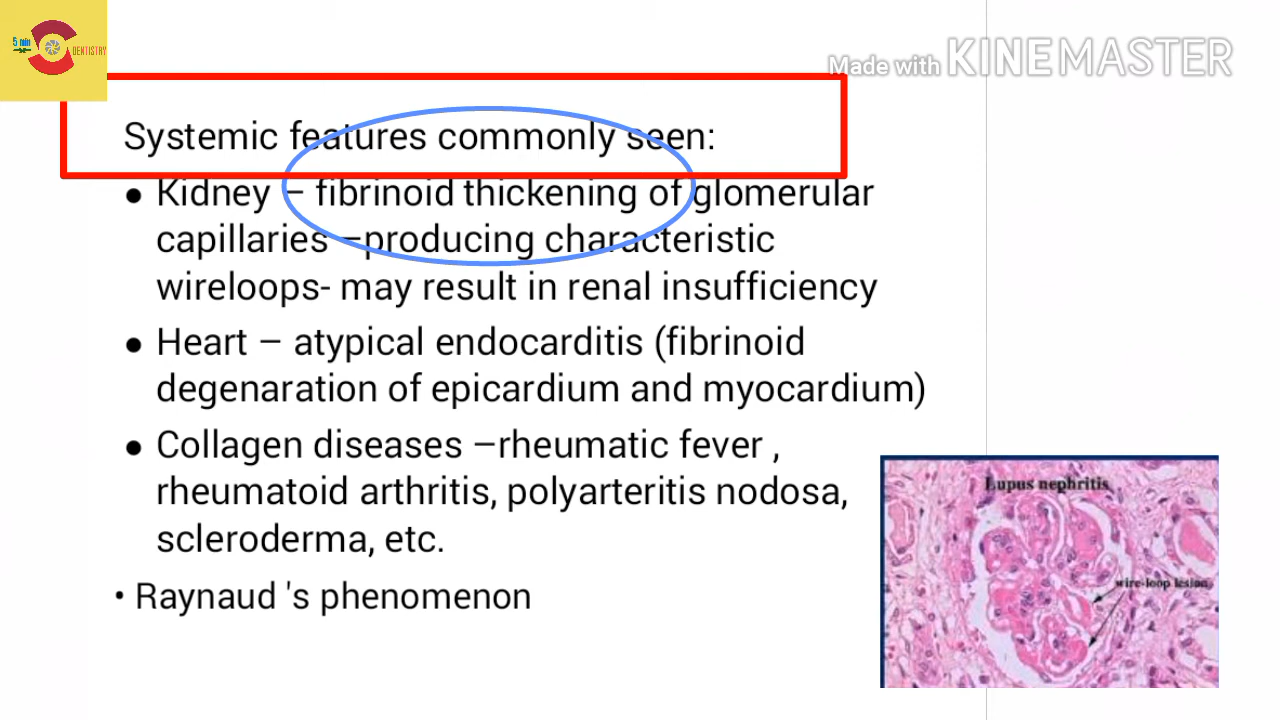 5 min
DENTISTRY
Made with KINEMASTER
Systemic features commonly seen:
● Kidney – fibrinoid thickening of glomerular
capillaries –producing characteristic
wireloops- may result in renal insufficiency
● Heart – atypical endocarditis (fibrinoid
degenaration of epicardium and myocardium)
● Collagen diseases –rheumatic fever ,
rheumatoid arthritis, polyarteritis nodosa,
scleroderma, etc.
• Raynaud 's phenomenon
Lupus nephritis
wire-loop lesion